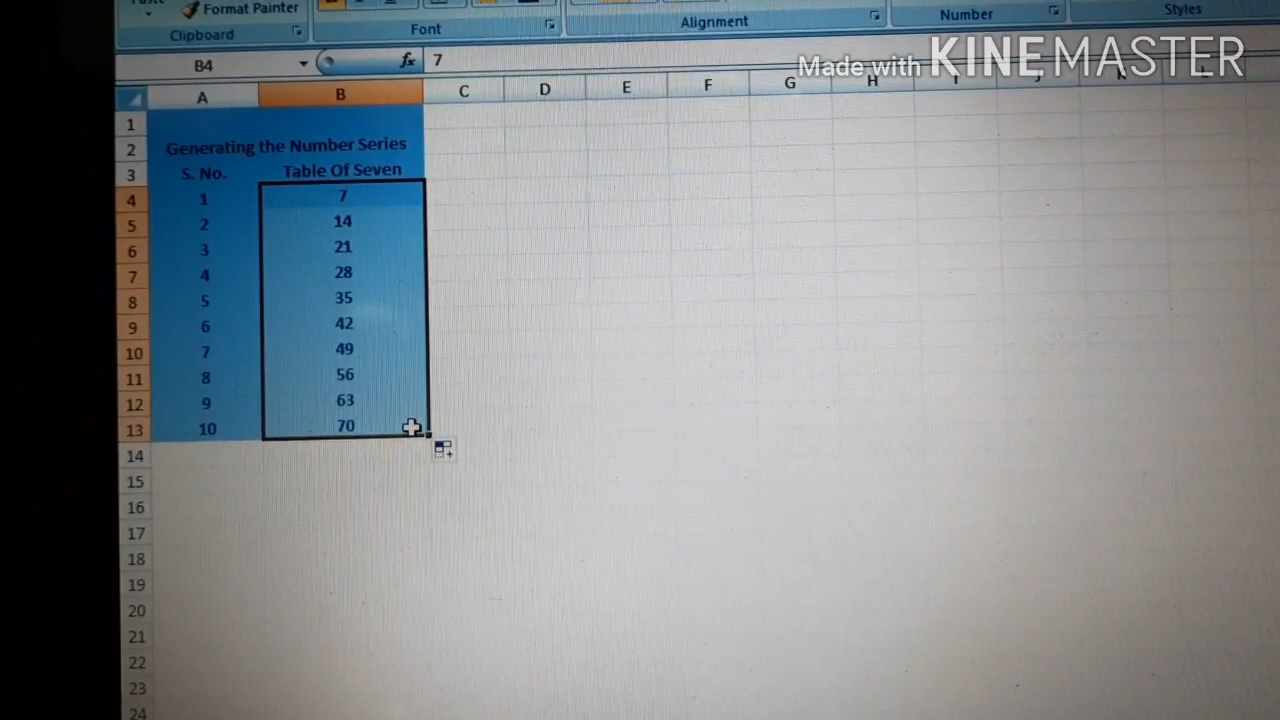 Format Painter
Clipboard Font Alignment Number Styles
B4 fx 7
Made with KINEMASTER
A B C D E F G H I J K L
1
2 Generating the Number Series
3 S. No. Table Of Seven
4 1 7
5 2 14
6 3 21
7 4 28
8 5 35
9 6 42
10 7 49
11 8 56
12 9 63
13 10 70
14
15
16
17
18
19
20
21
22
23
24